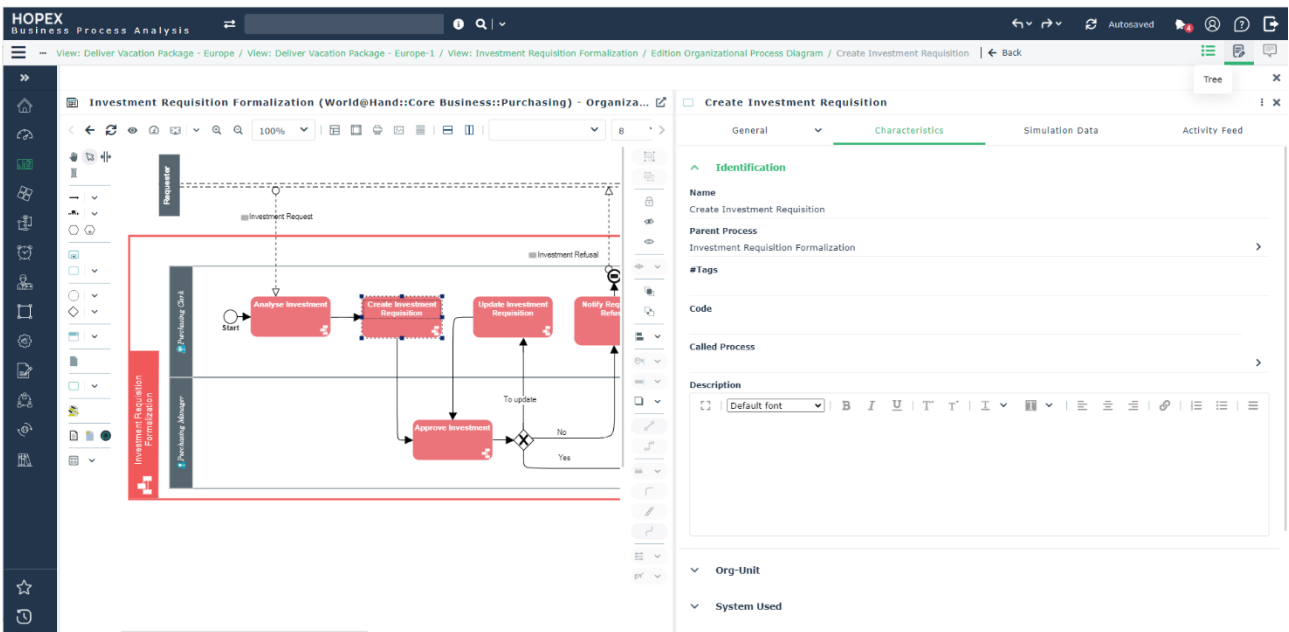 HOPEX
Business Process Analysis
Autosaved
4
... View: Deliver Vacation Package - Europe / View: Deliver Vacation Package - Europe-1 / View: Investment Requisition Formalization / Edition Organizational Process Diagram / Create Investment Requisition | ← Back
Tree
Investment Requisition Formalization (World@Hand::Core Business::Purchasing) - Organiza...
100%
8
Requester
Investment Request
Investment Refusal
Purchasing Clerk
Start
Analyse Investment
Create Investment
Requisition
Update Investment
Requisition
Notify Req
Refu
Investment Requisition
Formalization
Purchasing Manager
To update
Approve Investment
No
Yes
Create Investment Requisition
General
Characteristics
Simulation Data
Activity Feed
Identification
Name
Create Investment Requisition
Parent Process
Investment Requisition Formalization
#Tags
Code
Called Process
Description
Default font
B I U T T I
Org-Unit
System Used